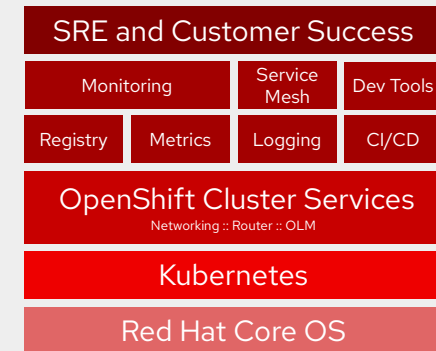 SRE and Customer Success
Monitoring
Service
Mesh
Dev Tools
Registry
Metrics
Logging
CI/CD
OpenShift Cluster Services
Networking :: Router :: OLM
Kubernetes
Red Hat Core OS